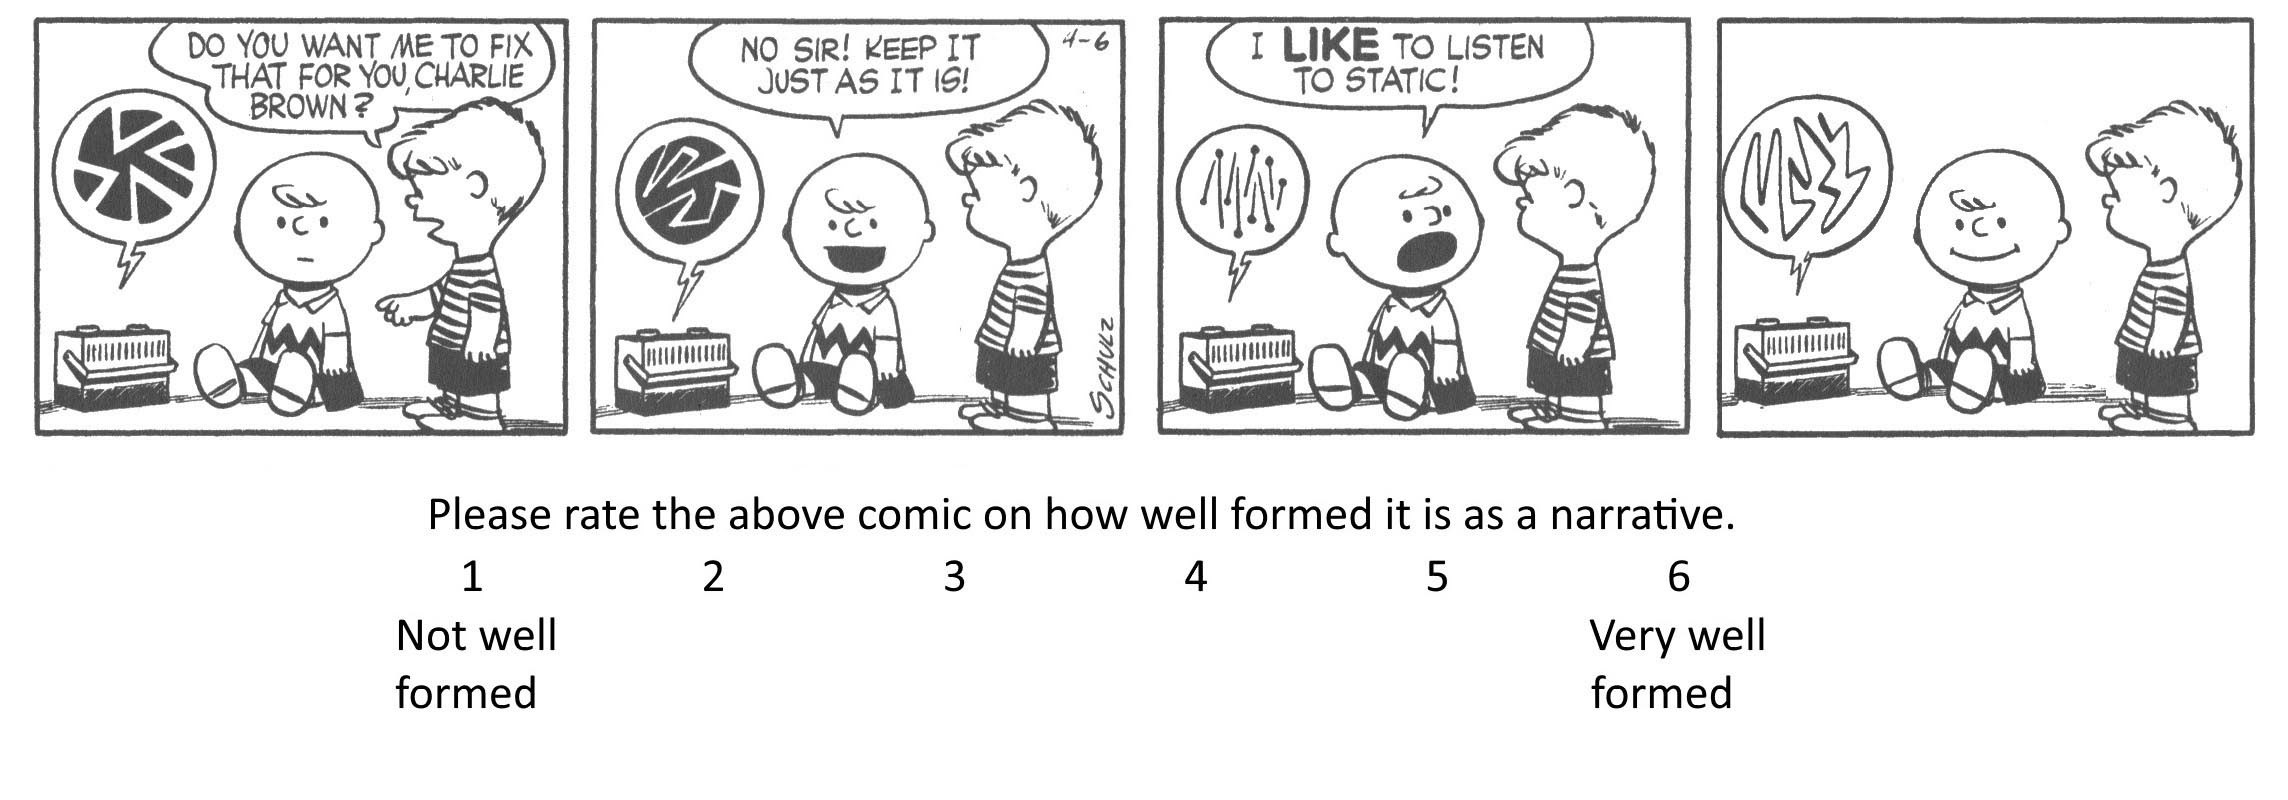 DO YOU WANT ME TO FIX
THAT FOR YOU, CHARLIE
BROWN?
NO SIR! KEEP IT
JUST AS IT IS!
4-6
SCHULZ
I LIKE TO LISTEN
TO STATIC!
Please rate the above comic on how well formed it is as a narrative.
1 2 3 4 5 6
Not well
formed
Very well
formed